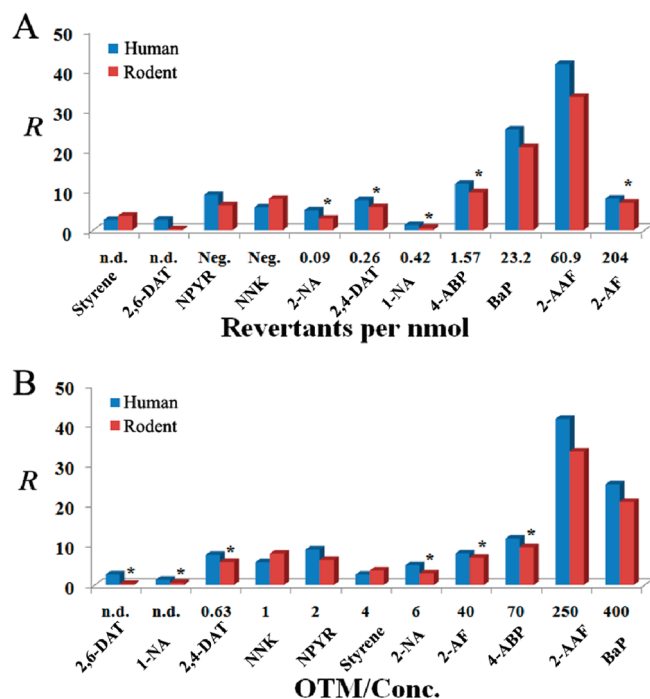 A
50
40
30
20
10
0
R
Human
Rodent
* * * * *
n.d. n.d. Neg. Neg. 0.09 0.26 0.42 1.57 23.2 60.9 204
Styrene 2,6-DAT NPYR NNK 2-NA 2,4-DAT 1-NA 4-ABP BaP 2-AAF 2-AF
Revertants per nmol
B
50
40
30
20
10
0
R
Human
Rodent
* * * * * *
n.d. n.d. 0.63 1 2 4 6 40 70 250 400
2,6-DAT 1-NA 2,4-DAT NNK NPYR Styrene 2-NA 2-AF 4-ABP 2-AAF BaP
OTM/Conc.